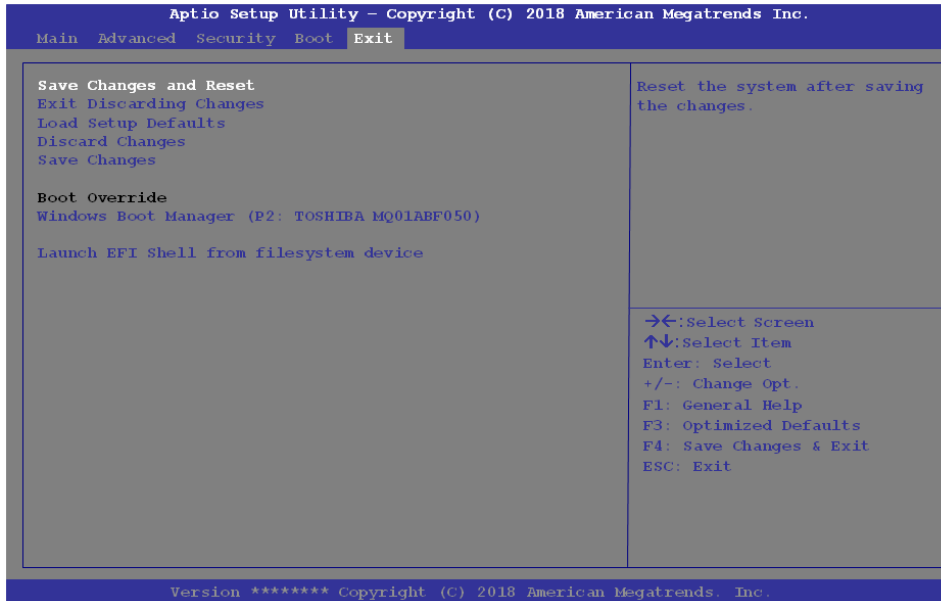 Aptio Setup Utility – Copyright (C) 2018 American Megatrends Inc.
Main Advanced Security Boot Exit
Save Changes and Reset
Exit Discarding Changes
Load Setup Defaults
Discard Changes
Save Changes
Boot Override
Windows Boot Manager (P2: TOSHIBA MQ01ABF050)
Launch EFI Shell from filesystem device
Reset the system after saving
the changes.
→←:Select Screen
↑↓:Select Item
Enter: Select
+/-: Change Opt.
F1: General Help
F3: Optimized Defaults
F4: Save Changes & Exit
ESC: Exit
Version ******** Copyright (C) 2018 American Megatrends. Inc.